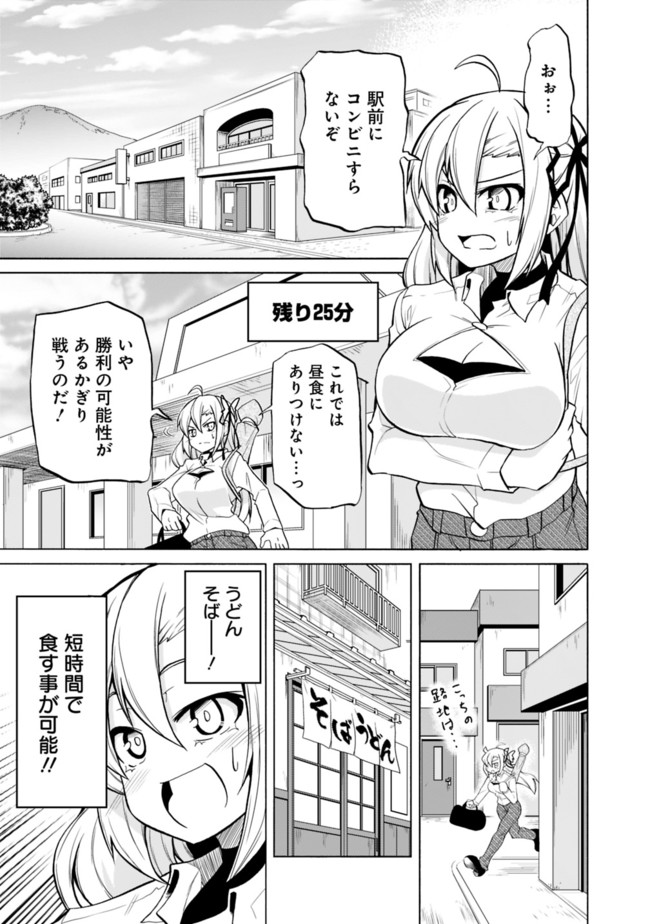 おぉ…
駅前に
コンビニすら
ないぞ
残り25分
これでは
昼食に
ありつけない…っ
いや
勝利の可能性が
あるかぎり
戦うのだ!
こっちの
路地は…
そばうどん
うどん
そばーー!
短時間で
食す事が可能!!